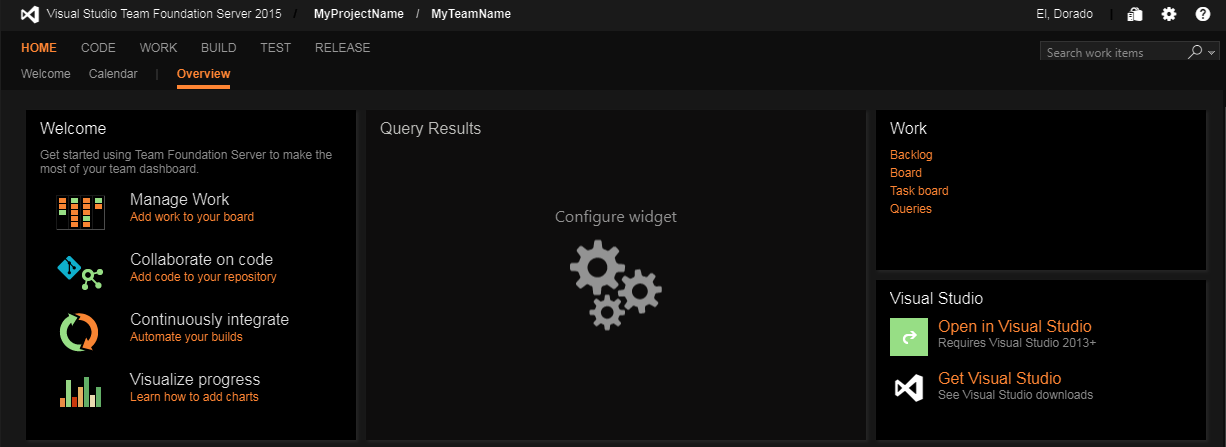 Visual Studio Team Foundation Server 2015 / MyProjectName / MyTeamName El, Dorado
HOME CODE WORK BUILD TEST RELEASE
Search work items
Welcome Calendar | Overview
Welcome
Get started using Team Foundation Server to make the
most of your team dashboard.
Manage Work
Add work to your board
Collaborate on code
Add code to your repository
Continuously integrate
Automate your builds
Visualize progress
Learn how to add charts
Query Results
Configure widget
Work
Backlog
Board
Task board
Queries
Visual Studio
Open in Visual Studio
Requires Visual Studio 2013+
Get Visual Studio
See Visual Studio downloads